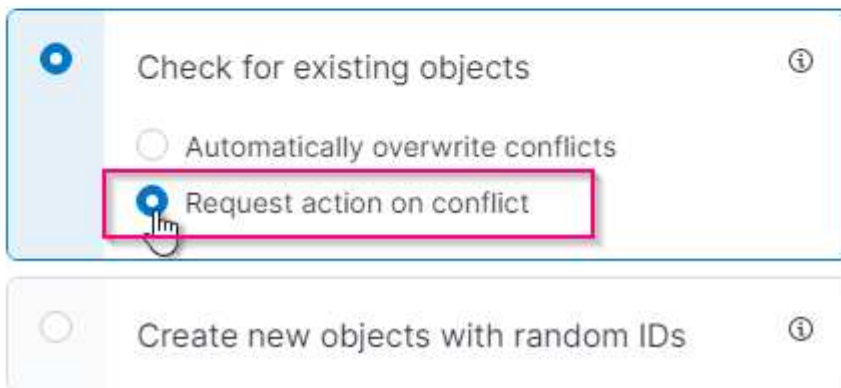 Check for existing objects
Automatically overwrite conflicts
Request action on conflict
Create new objects with random IDs